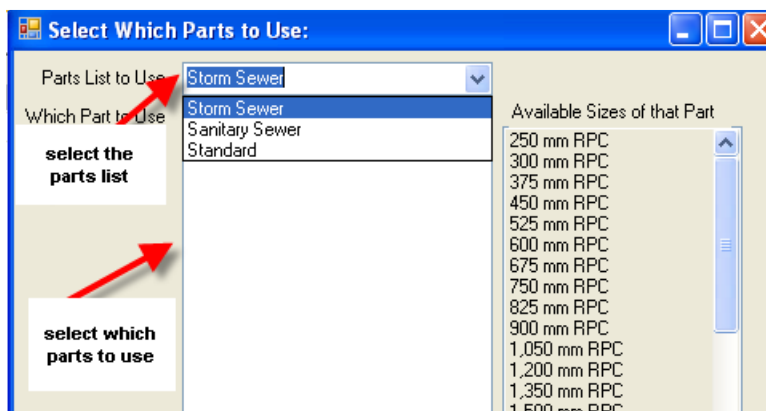 Select Which Parts to Use:
Parts List to Use
Storm Sewer
Which Part to Use
Storm Sewer
Sanitary Sewer
Standard
select the
parts list
select which
parts to use
Available Sizes of that Part
250 mm RPC
300 mm RPC
375 mm RPC
450 mm RPC
525 mm RPC
600 mm RPC
675 mm RPC
750 mm RPC
825 mm RPC
900 mm RPC
1,050 mm RPC
1,200 mm RPC
1,350 mm RPC
1,500 mm RPC